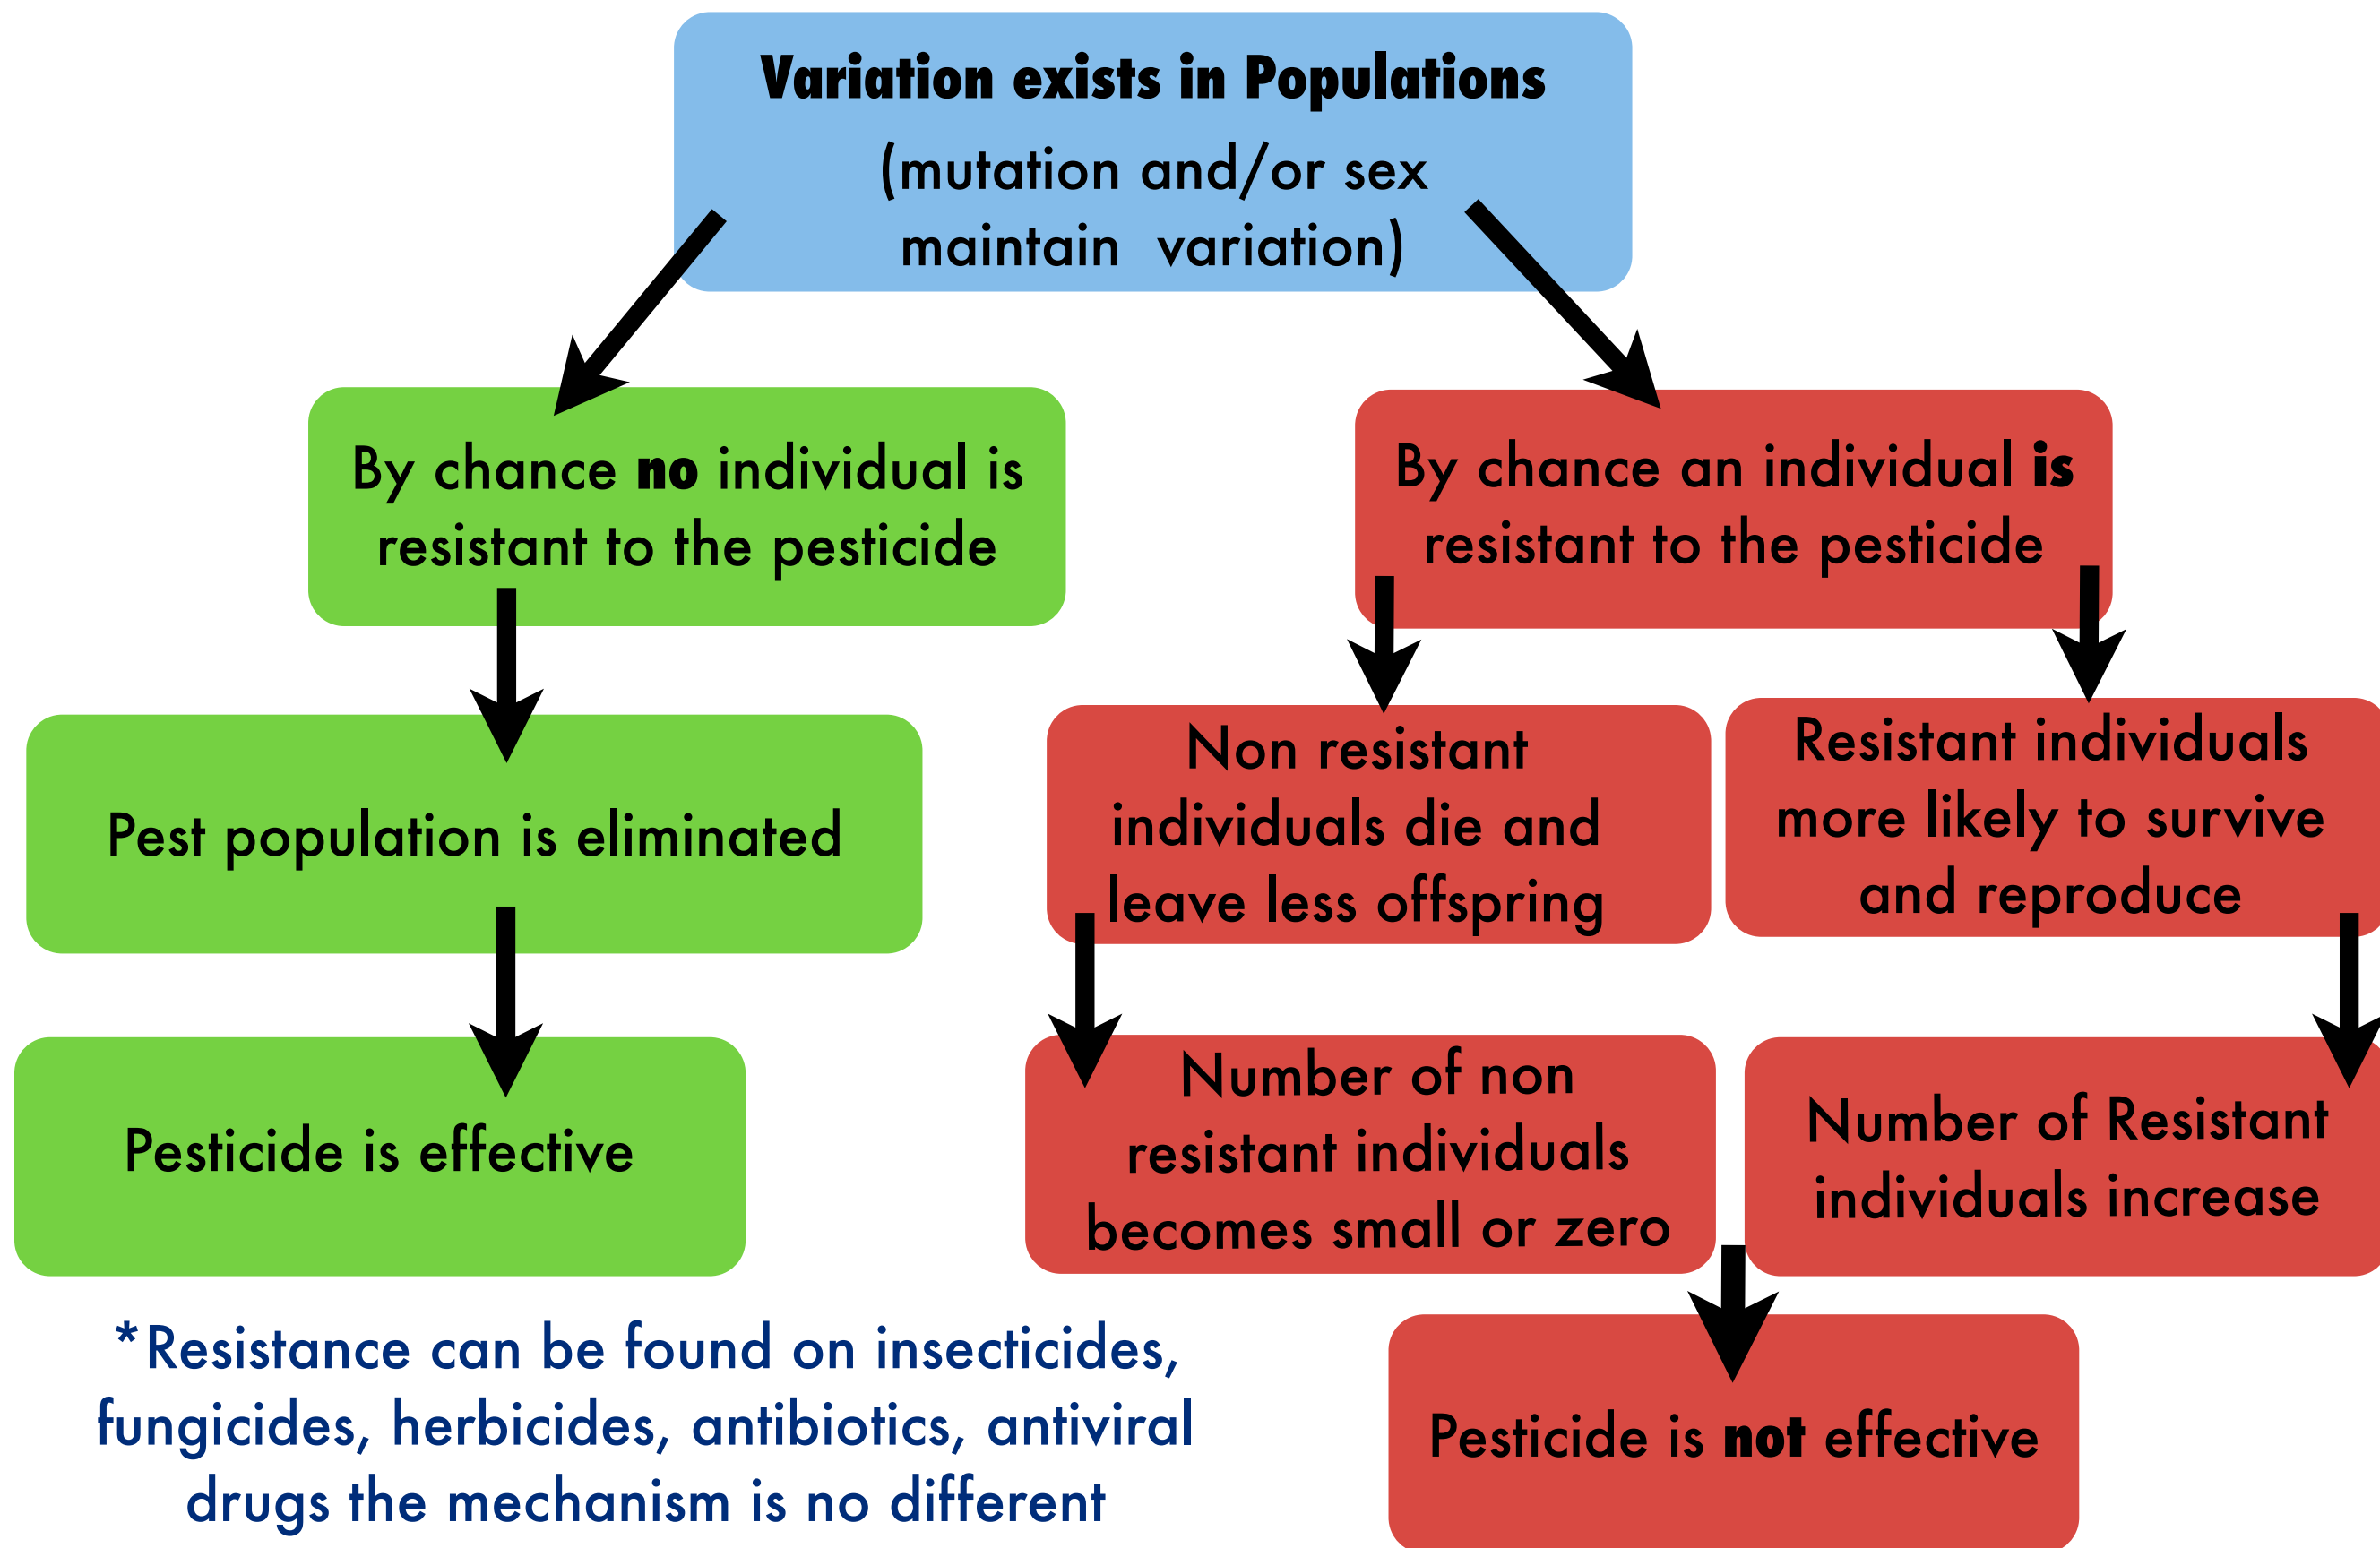 Variation exists in Populations
(mutation and/or sex
maintain variation)
By chance no individual is
resistant to the pesticide
By chance an individual is
resistant to the pesticide
Pest population is eliminated
Non resistant
individuals die and
leave less offspring
Resistant individuals
more likely to survive
and reproduce
Pesticide is effective
Number of non
resistant individuals
becomes small or zero
Number of Resistant
individuals increase
*Resistance can be found on insecticides,
fungicides, herbicides, antibiotics, antiviral
drugs the mechanism is no different
Pesticide is not effective